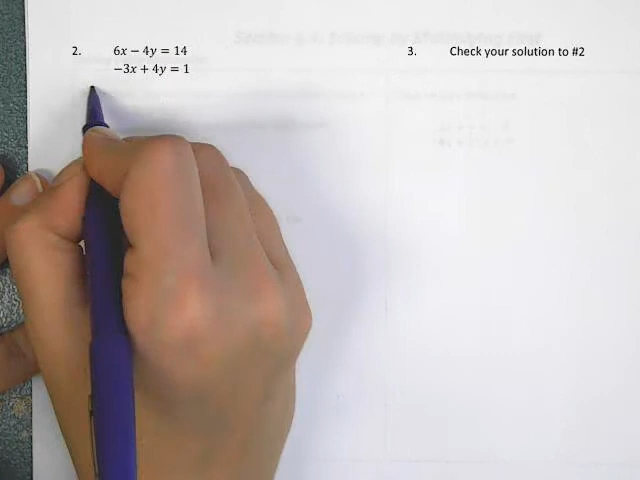 2. 6x − 4y = 14
−3x + 4y = 1
3. Check your solution to #2